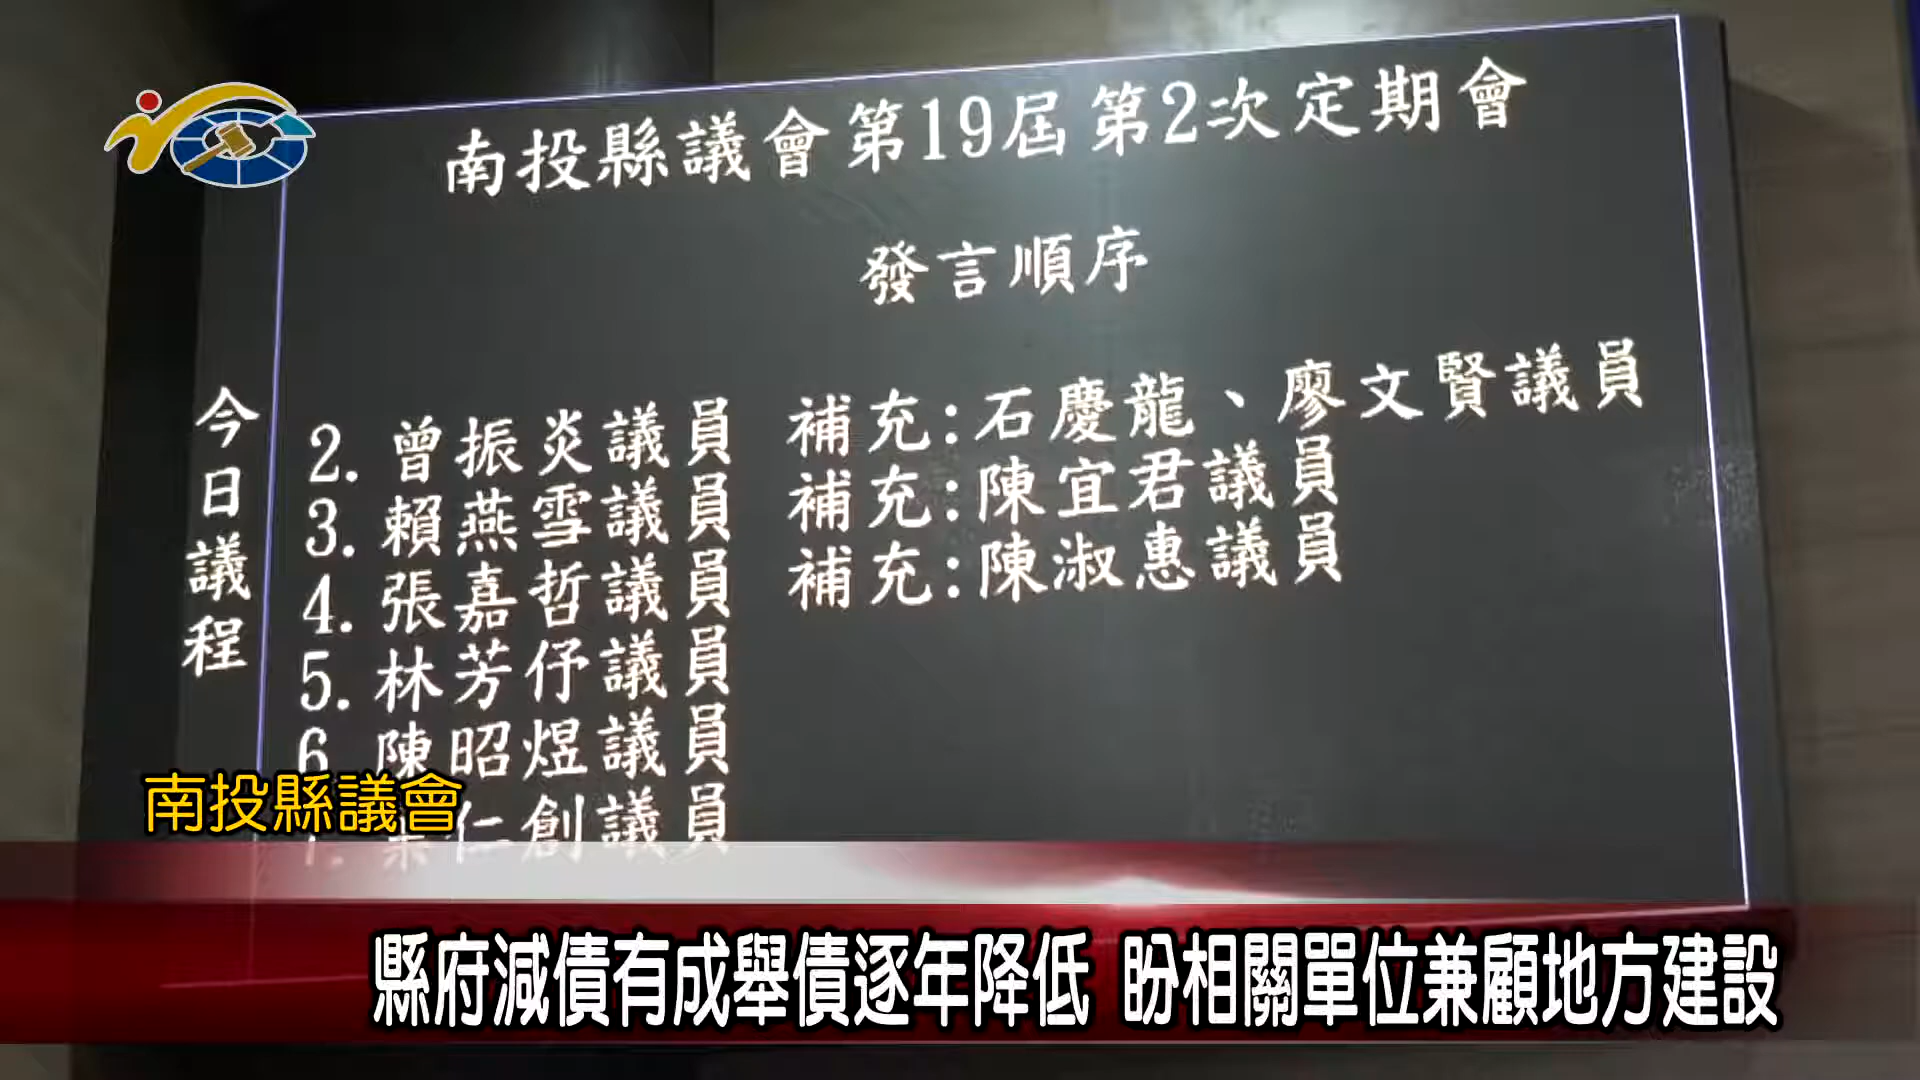 南投縣議會第19屆第2次定期會
發言順序
今日議程
2. 曾振炎議員 補充:石慶龍、廖文賢議員
3. 賴燕雪議員 補充:陳宜君議員
4. 張嘉哲議員 補充:陳淑惠議員
5. 林芳伃議員
6. 陳昭煜議員
仁創議員
南投縣議會
縣府減債有成舉債逐年降低 盼相關單位兼顧地方建設